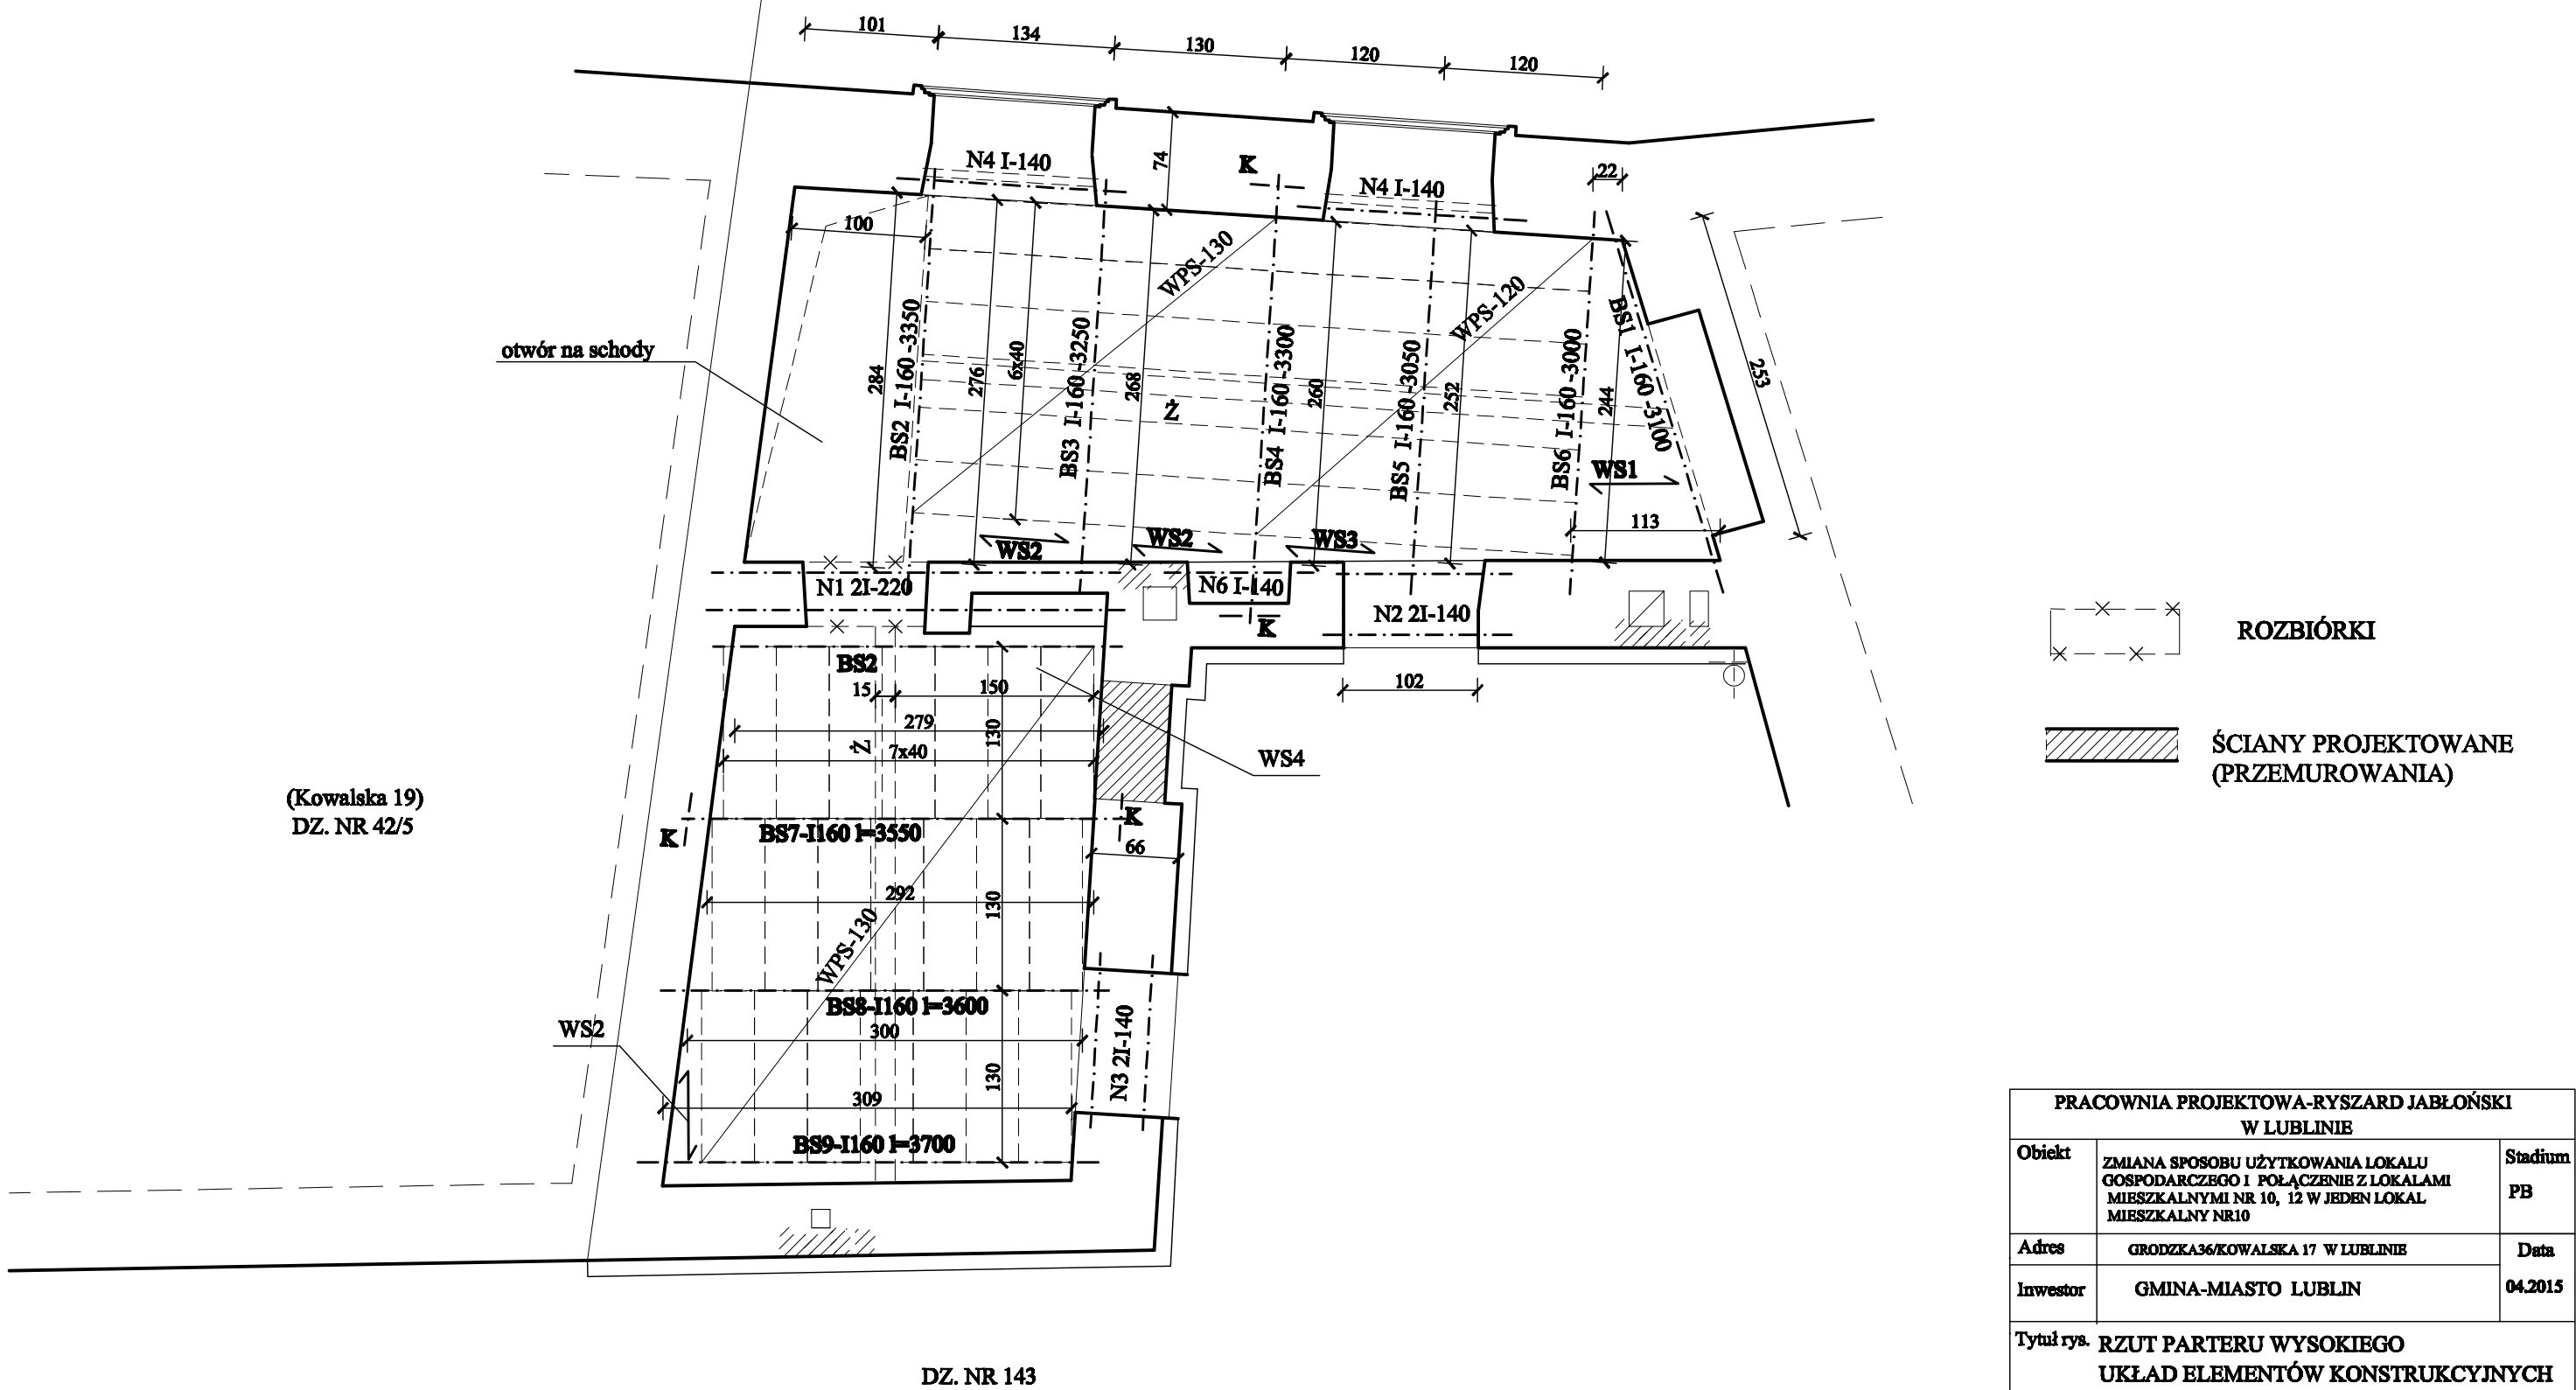 101
134
130
120
120
N4 I-140
74
K
N4 I-140
22
100
WPS-130
WPS-120
otwór na schody
284
BS2 I-160 -3350
276
6x40
BS3 I-160 -3250
268
Ż
BS4 I-160 -3300
260
BS5 I-160 -3050
252
BS6 I-160 -3000
244
BS1 I-160 -3100
253
WS1
113
WS2
WS2
WS3
N1 2I-220
N6 I-140
N2 2I-140
K
ROZBIÓRKI
BS2
15
150
102
279
130
Ż
7x40
WS4
ŚCIANY PROJEKTOWANE
(PRZEMUROWANIA)
(Kowalska 19)
DZ. NR 42/5
K
BS7-I160 l=3550
K
66
292
130
WPS-130
BS8-I160 l=3600
WS2
300
N3 2I-140
130
309
BS9-I160 l=3700
DZ. NR 143
PRACOWNIA PROJEKTOWA-RYSZARD JABŁOŃSKI
W LUBLINIE
Obiekt
ZMIANA SPOSOBU UŻYTKOWANIA LOKALU
GOSPODARCZEGO I POŁĄCZENIE Z LOKALAMI
MIESZKALNYMI NR 10, 12 W JEDEN LOKAL
MIESZKALNY NR10
Stadium
PB
Adres
GRODZKA36/KOWALSKA 17 W LUBLINIE
Data
Inwestor
GMINA-MIASTO LUBLIN
04.2015
Tytuł rys.
RZUT PARTERU WYSOKIEGO
UKŁAD ELEMENTÓW KONSTRUKCYJNYCH